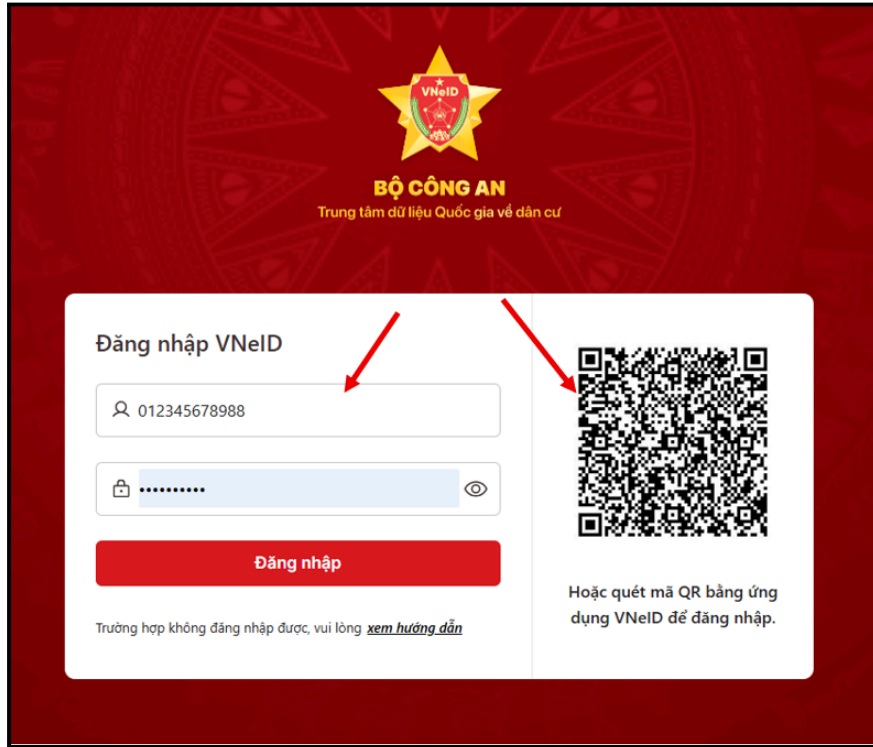 VNeID
BỘ CÔNG AN
Trung tâm dữ liệu Quốc gia về dân cư
Đăng nhập VNeID
012345678988
••••••••••
Đăng nhập
Trường hợp không đăng nhập được, vui lòng xem hướng dẫn
Hoặc quét mã QR bằng ứng
dụng VNeID để đăng nhập.